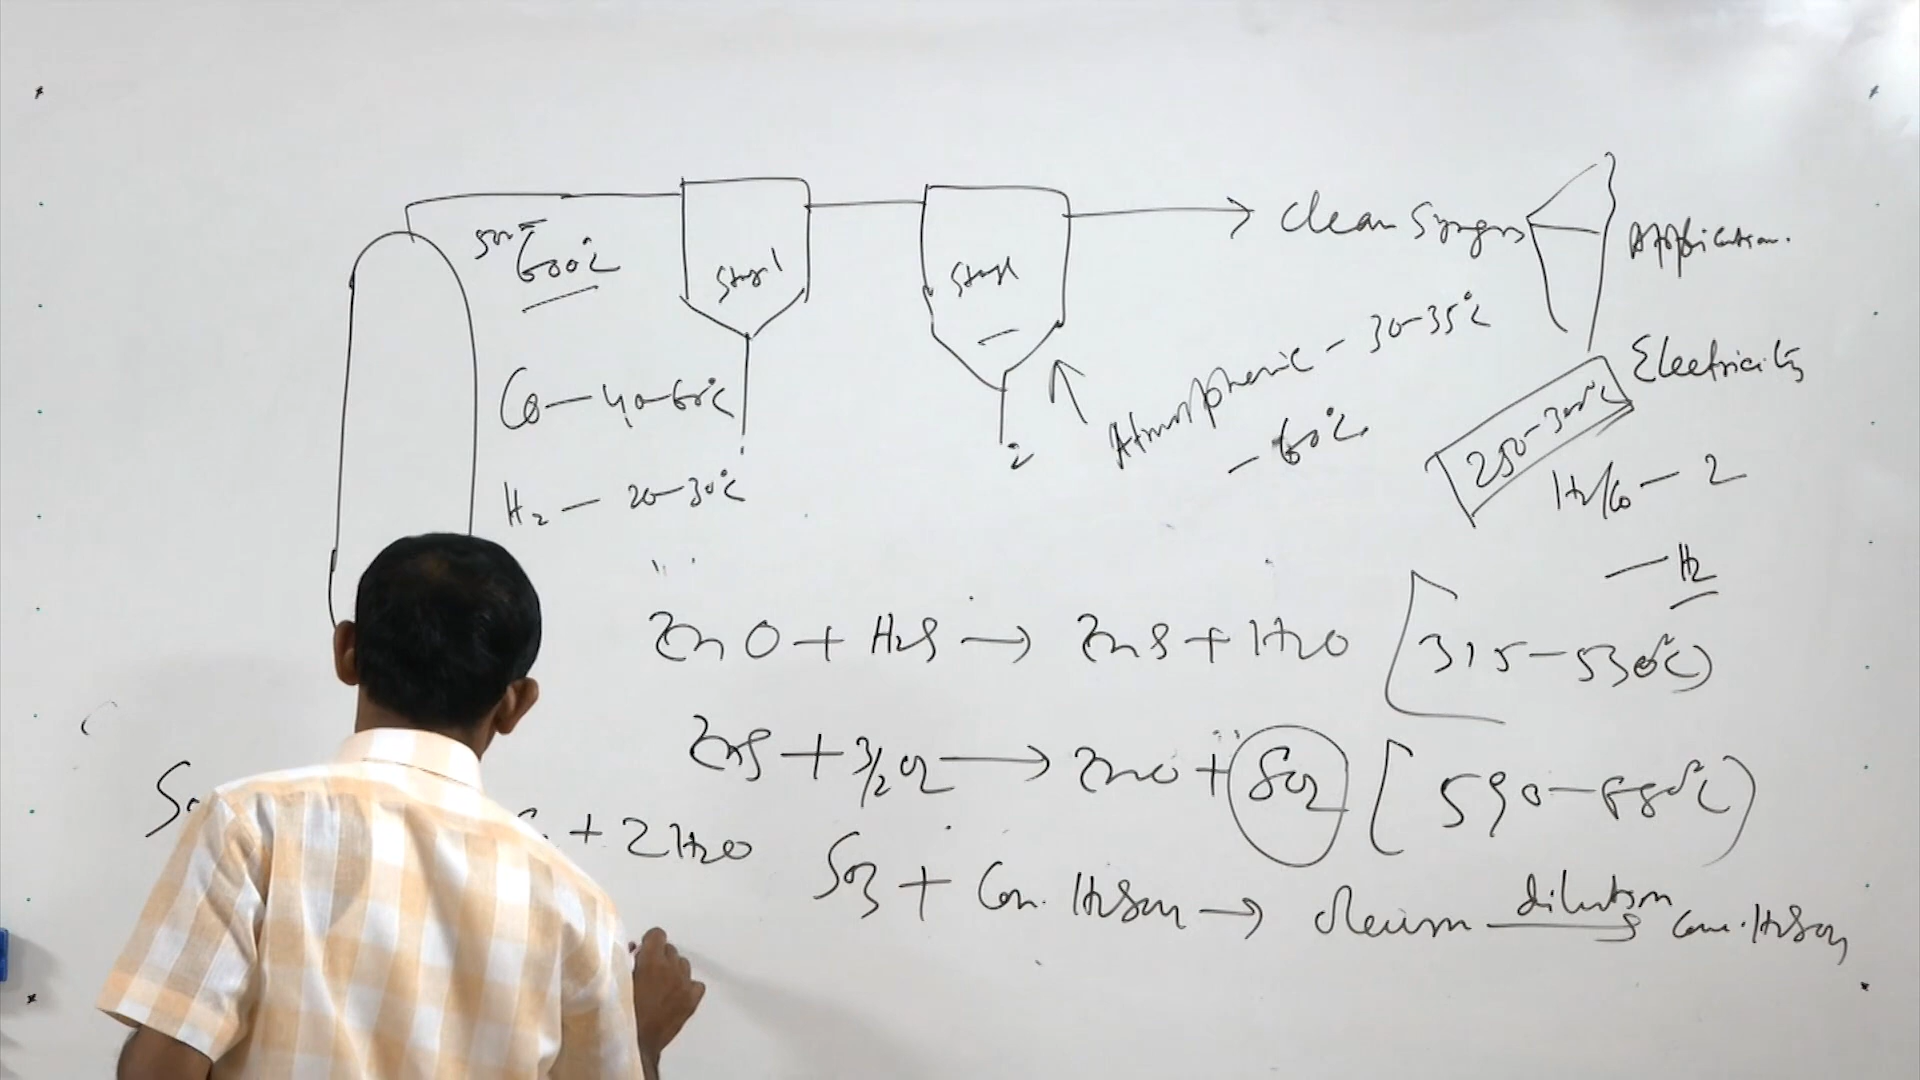 Clean Syngas
Application.
500-
600°C
Stage 1
Stage
CO - 40-60°C
Atmospheric - 30-35°C
- 60°C
Electricity
250-300°C
H2/CO - 2
H2 - 20-30°C
2
- H2
ZnO + H2S → ZnS + H2O [315-530°C)
ZnS + 3/2 O2 → ZnO + SO2 [590-680°C)
+ 2H2O
SO3 + Con. H2SO4 → Oleum dilution → Conc. H2SO4